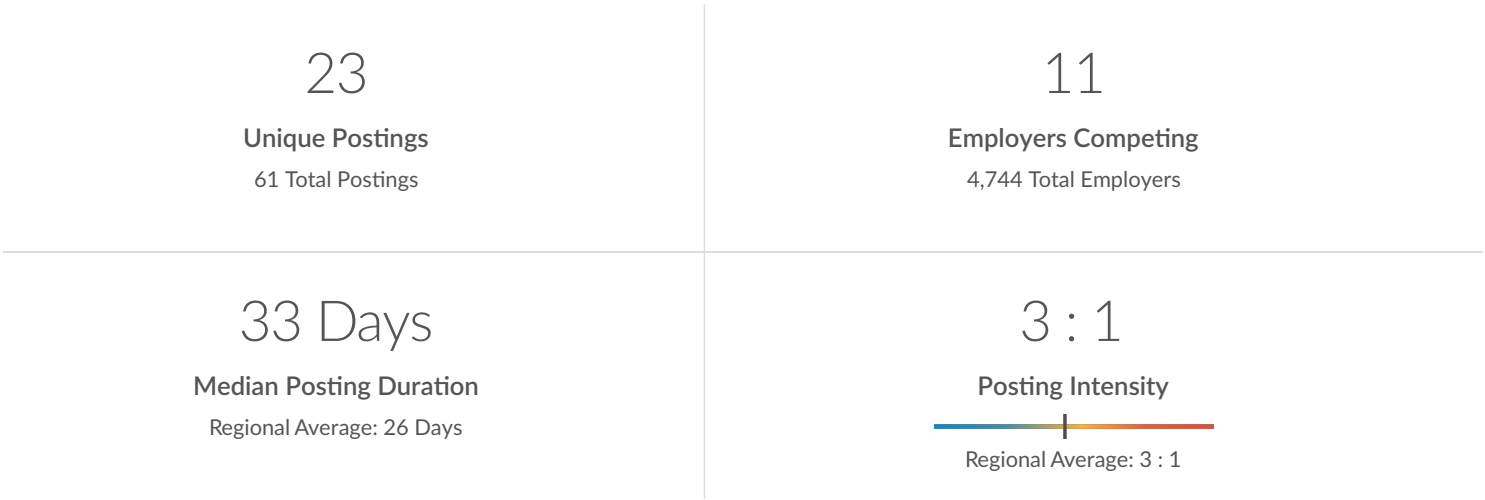 23
Unique Postings
61 Total Postings
11
Employers Competing
4,744 Total Employers
33 Days
Median Posting Duration
Regional Average: 26 Days
3 : 1
Posting Intensity
Regional Average: 3 : 1